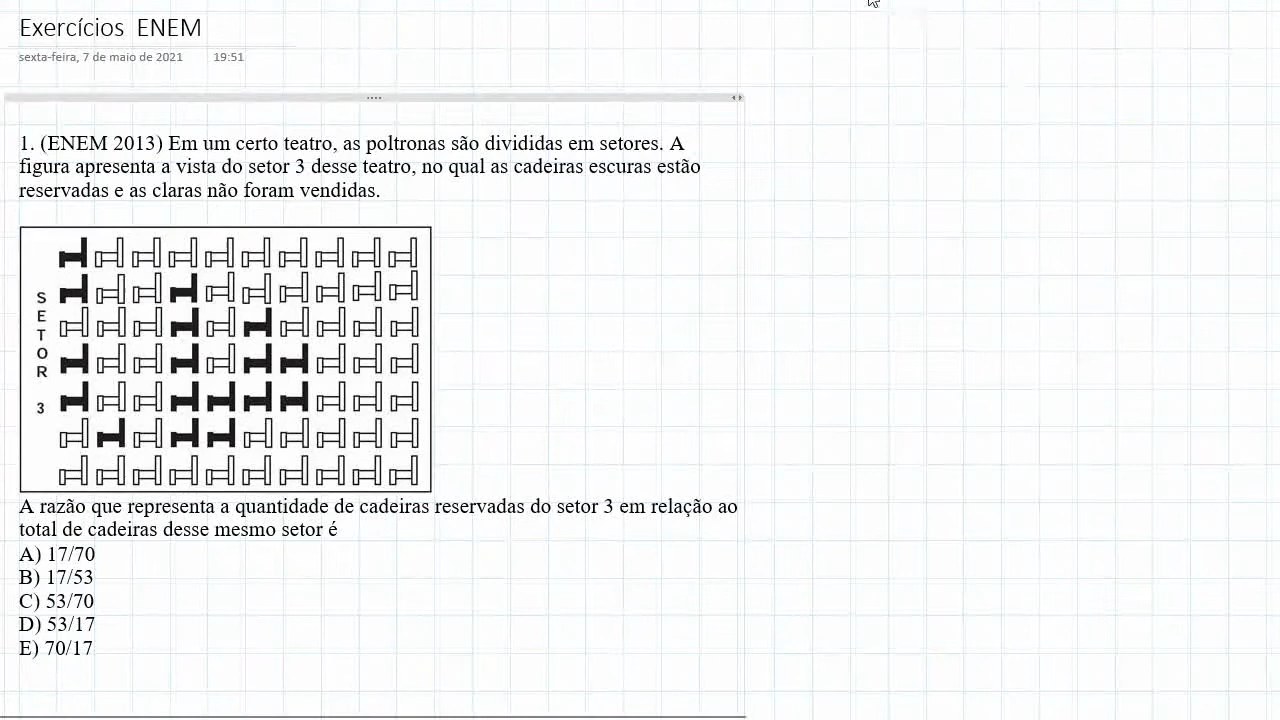 Exercícios ENEM
sexta-feira, 7 de maio de 2021 19:51
1. (ENEM 2013) Em um certo teatro, as poltronas são divididas em setores. A
figura apresenta a vista do setor 3 desse teatro, no qual as cadeiras escuras estão
reservadas e as claras não foram vendidas.
SETOR 3
A razão que representa a quantidade de cadeiras reservadas do setor 3 em relação ao
total de cadeiras desse mesmo setor é
A) 17/70
B) 17/53
C) 53/70
D) 53/17
E) 70/17